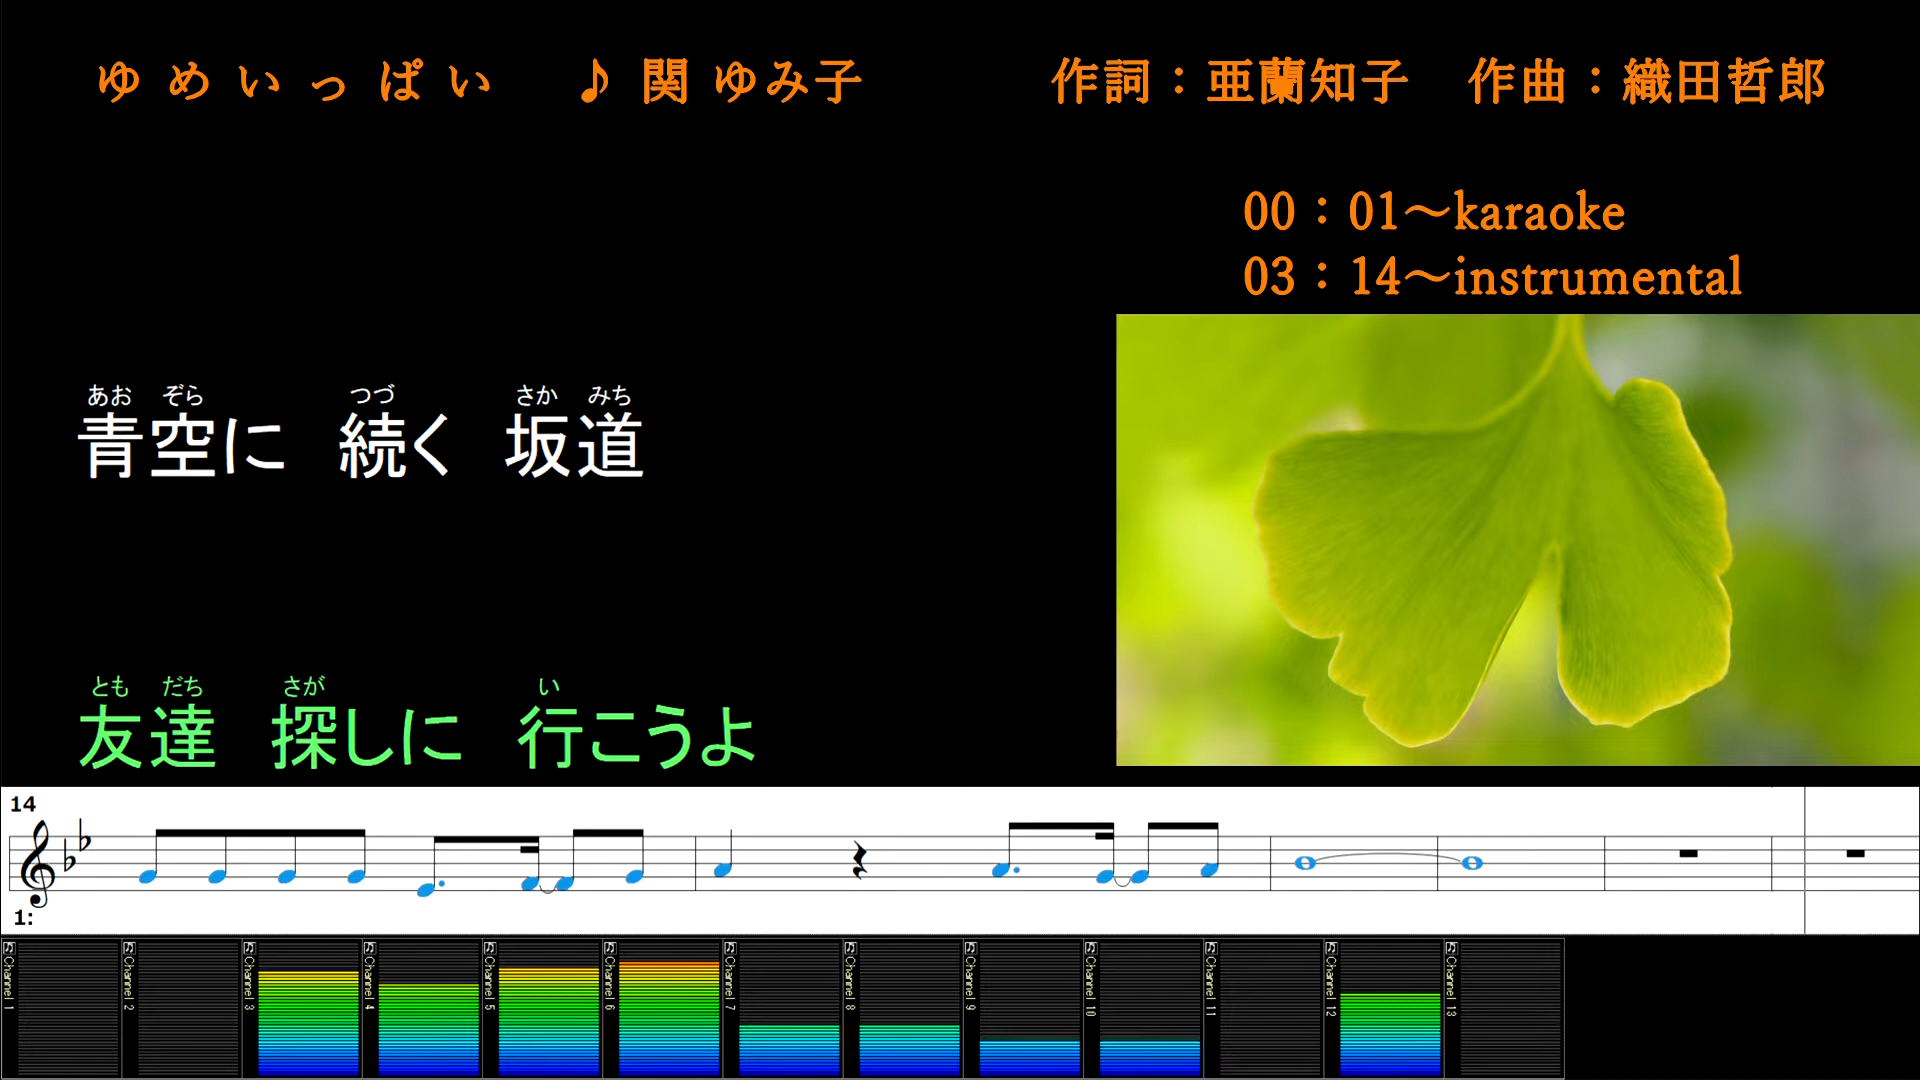 ゆめいっぱい ♪ 関 ゆみ子 作詞：亜蘭知子 作曲：織田哲郎
00：01～karaoke
03：14～instrumental
あお ぞら つづ さか みち
青空に 続く 坂道
とも だち さが い
友達 探しに 行こうよ
14
1:
Channel 1
Channel 2
Channel 3
Channel 4
Channel 5
Channel 6
Channel 7
Channel 8
Channel 9
Channel 10
Channel 11
Channel 12
Channel 13